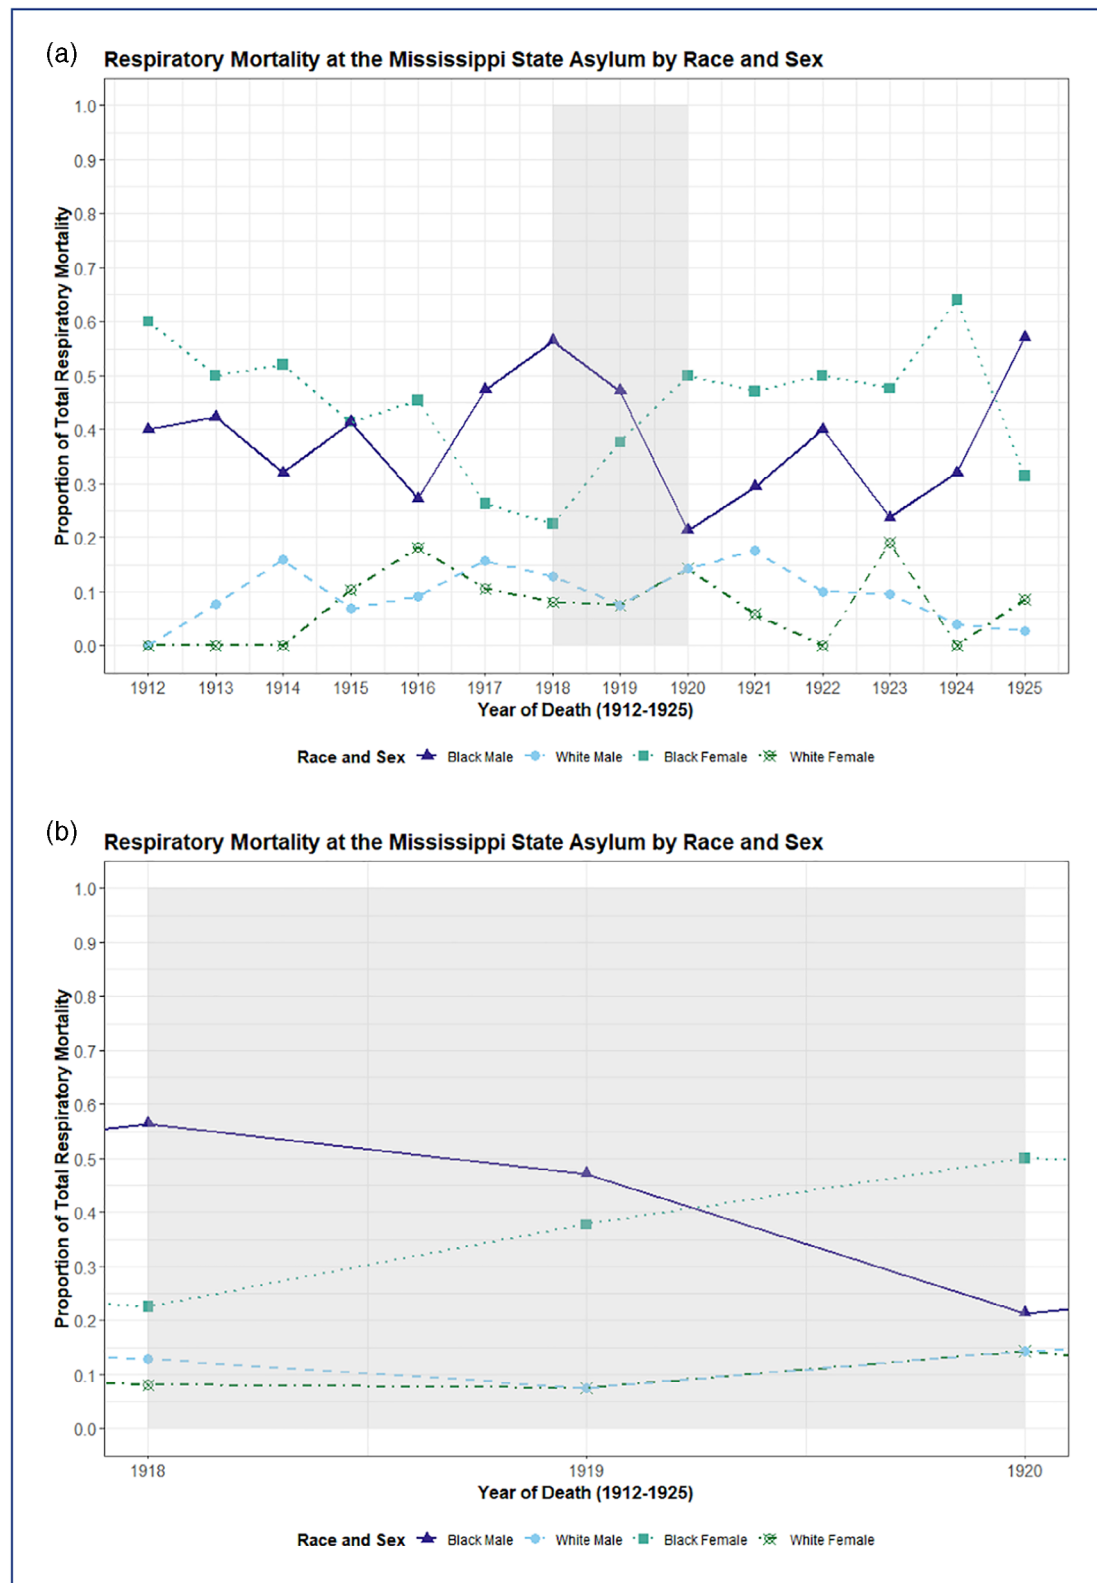 (a)
Respiratory Mortality at the Mississippi State Asylum by Race and Sex
Proportion of Total Respiratory Mortality
1.0
0.9
0.8
0.7
0.6
0.5
0.4
0.3
0.2
0.1
0.0
1912 1913 1914 1915 1916 1917 1918 1919 1920 1921 1922 1923 1924 1925
Year of Death (1912-1925)
Race and Sex Black Male White Male Black Female White Female
(b)
Respiratory Mortality at the Mississippi State Asylum by Race and Sex
Proportion of Total Respiratory Mortality
1.0
0.9
0.8
0.7
0.6
0.5
0.4
0.3
0.2
0.1
0.0
1918 1919 1920
Year of Death (1912-1925)
Race and Sex Black Male White Male Black Female White Female